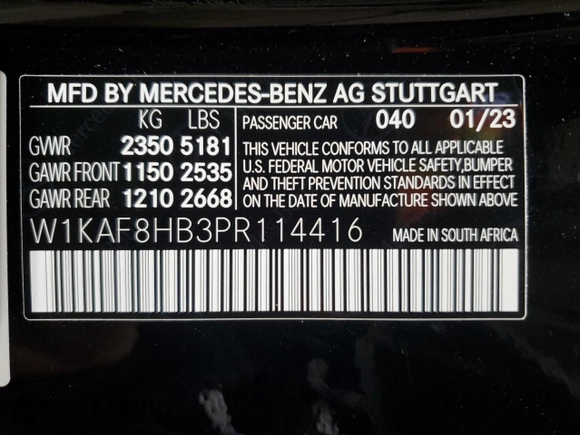 MFD BY MERCEDES-BENZ AG STUTTGART
KG LBS
GVWR 2350 5181
GAWR FRONT 1150 2535
GAWR REAR 1210 2668
PASSENGER CAR 040 01/23
THIS VEHICLE CONFORMS TO ALL APPLICABLE
U.S. FEDERAL MOTOR VEHICLE SAFETY,BUMPER
AND THEFT PREVENTION STANDARDS IN EFFECT
ON THE DATE OF MANUFACTURE SHOWN ABOVE
W1KAF8HB3PR114416 MADE IN SOUTH AFRICA